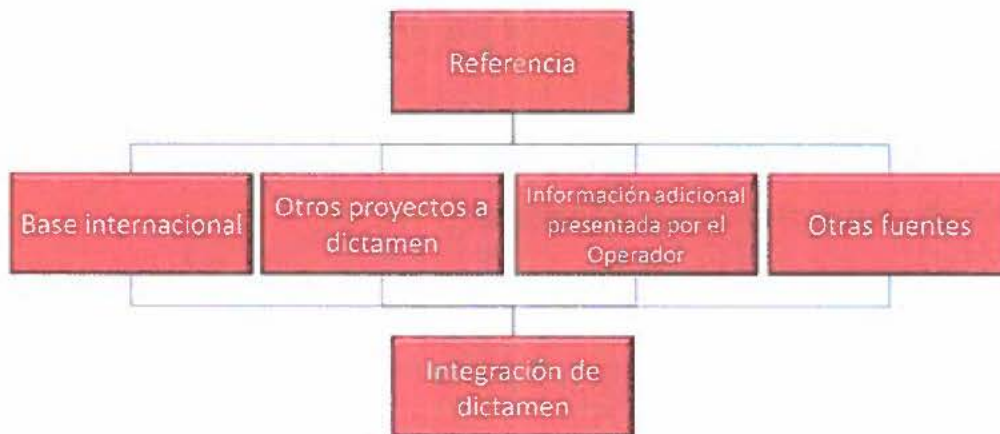 Referencia
Base internacional
Otros proyectos a
dictamen
Información adicional
presentada por el
Operador
Otras fuentes
Integración de
dictamen